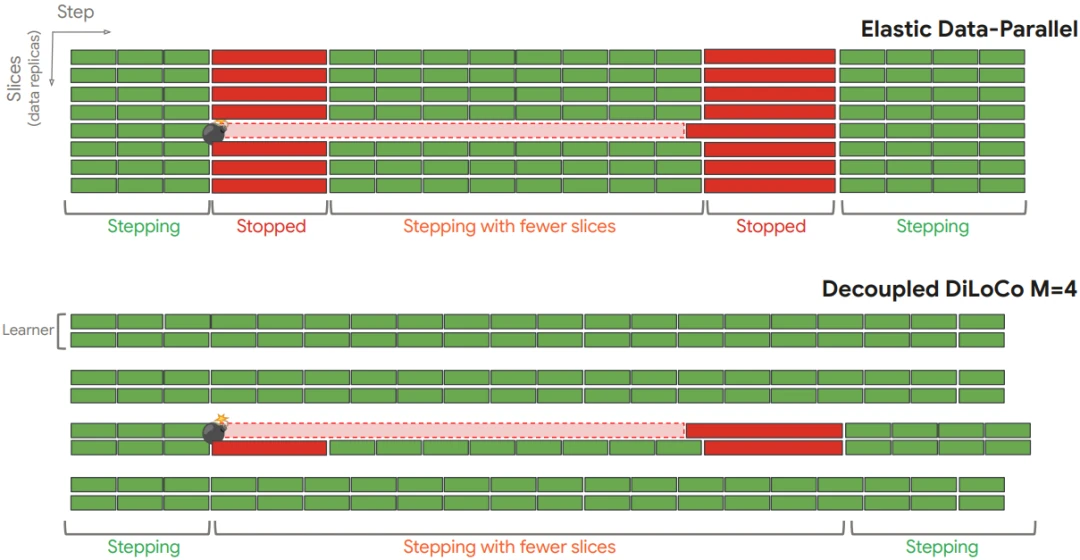 Step
Elastic Data-Parallel
Slices
(data replicas)
Stepping
Stopped
Stepping with fewer slices
Stopped
Stepping
Decoupled DiLoCo M=4
Learner
Stepping
Stepping with fewer slices
Stepping